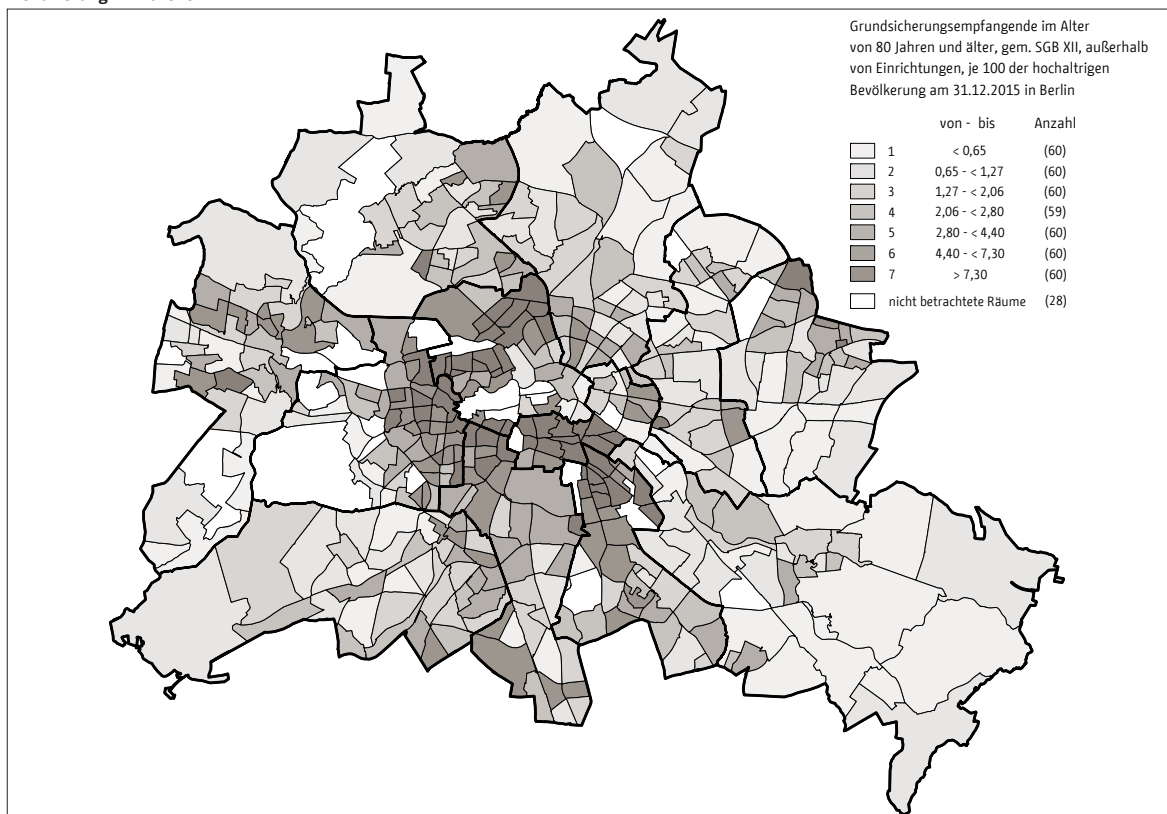 Grundsicherungsempfangende im Alter
von 80 Jahren und älter, gem. SGB XII, außerhalb
von Einrichtungen, je 100 der hochaltrigen
Bevölkerung am 31.12.2015 in Berlin
von - bis Anzahl
1 < 0,65 (60)
2 0,65 - < 1,27 (60)
3 1,27 - < 2,06 (60)
4 2,06 - < 2,80 (59)
5 2,80 - < 4,40 (60)
6 4,40 - < 7,30 (60)
7 > 7,30 (60)
nicht betrachtete Räume (28)